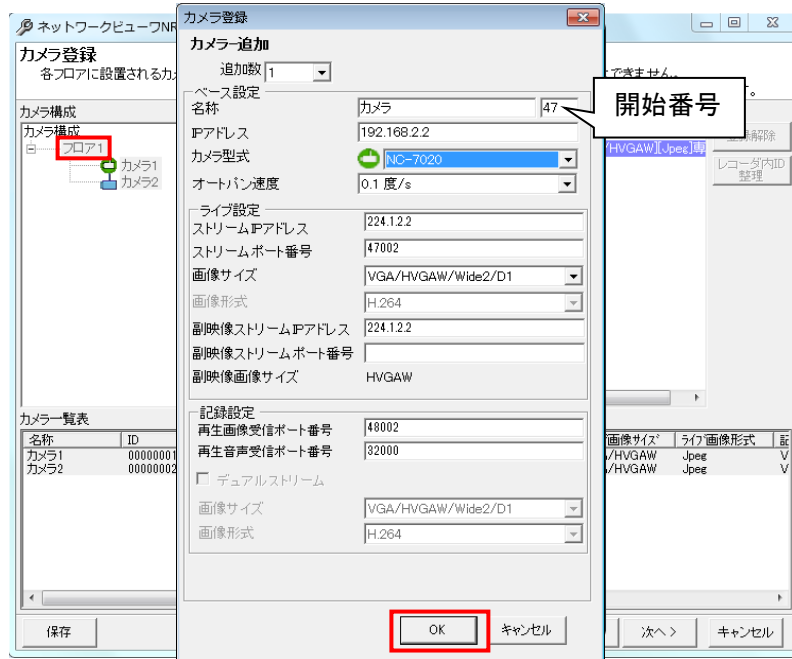 ネットワークビューワNR
カメラ登録
各フロアに設置されるカメ
できません。
カメラ構成
カメラ構成
フロア1
カメラ1
カメラ2
/HVGAW][Jpeg]専
登録解除
レコーダ内ID
整理
カメラ登録
カメラー追加
追加数 1
ベース設定
名称 カメラ 47
開始番号
IPアドレス 192.168.2.2
カメラ型式 NC-7020
オートパン速度 0.1 度/s
ライブ設定
ストリームIPアドレス 224.1.2.2
ストリームポート番号 47002
画像サイズ VGA/HVGAW/Wide2/D1
画像形式 H.264
副映像ストリームIPアドレス 224.1.2.2
副映像ストリームポート番号
副映像画像サイズ HVGAW
記録設定
再生画像受信ポート番号 48002
再生音声受信ポート番号 32000
デュアルストリーム
画像サイズ VGA/HVGAW/Wide2/D1
画像形式 H.264
OK キャンセル
カメラ一覧表
名称 ID 画像サイズ ライブ画像形式 記
カメラ1 00000001 /HVGAW Jpeg V
カメラ2 00000002 /HVGAW Jpeg V
保存 次へ> キャンセル